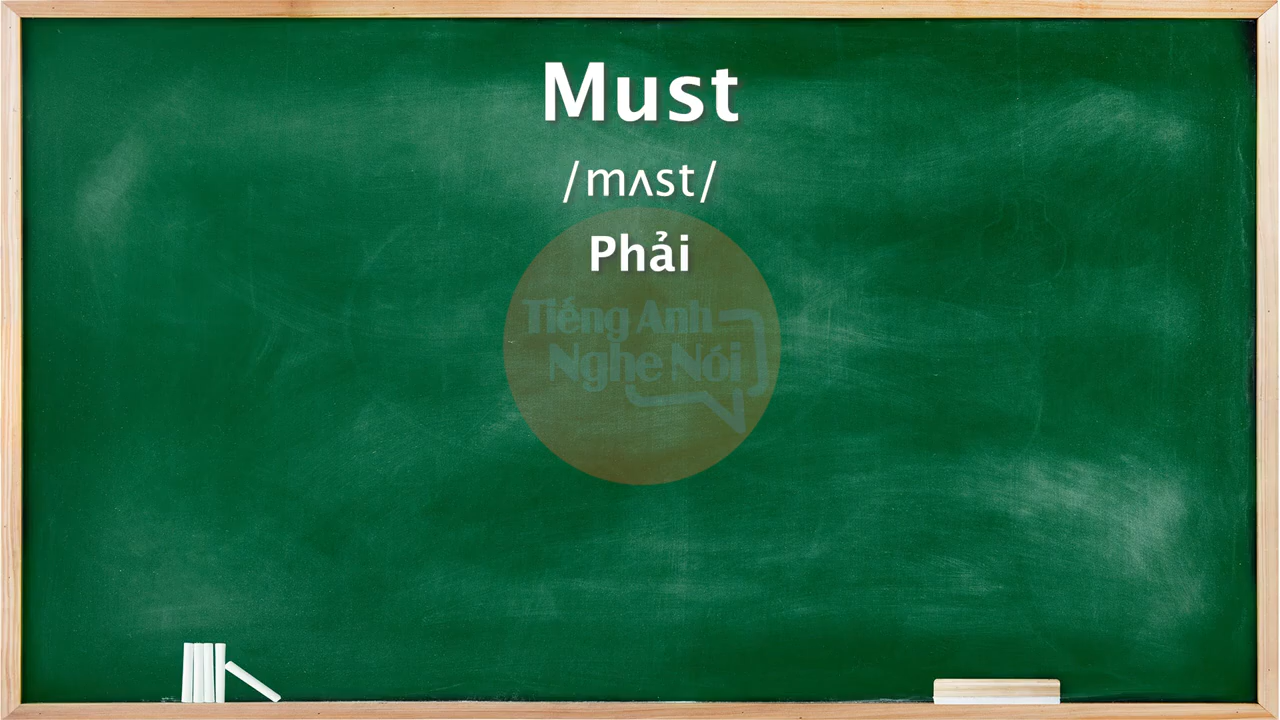 Must
/mʌst/
Phải
Tiếng Anh
Nghe Nói